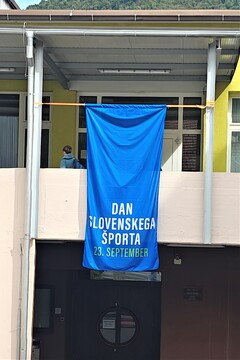 DAN
SLOVENSKEGA
ŠPORTA
23. SEPTEMBER